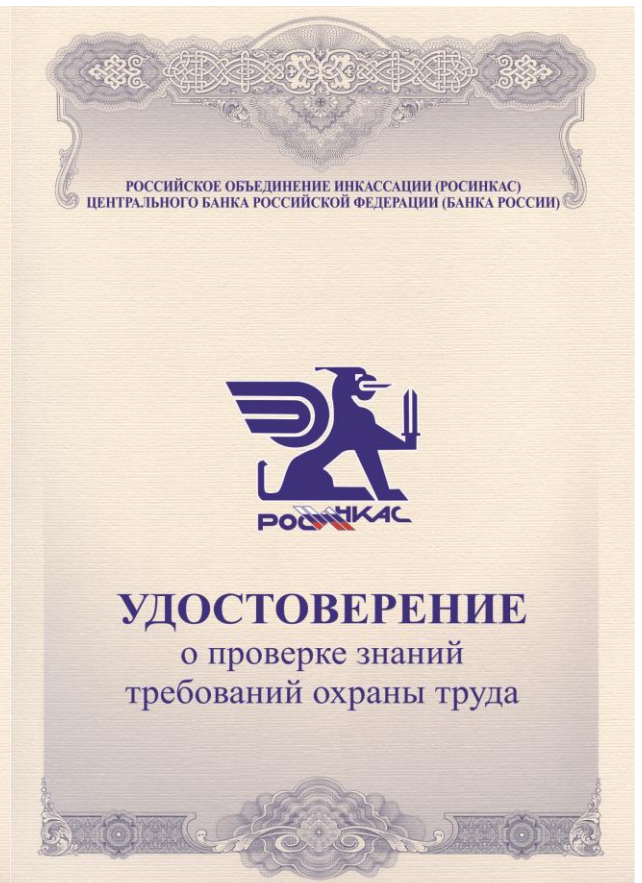 РОССИЙСКОЕ ОБЪЕДИНЕНИЕ ИНКАССАЦИИ (РОСИНКАС)
ЦЕНТРАЛЬНОГО БАНКА РОССИЙСКОЙ ФЕДЕРАЦИИ (БАНКА РОССИИ)
РОСИНКАС
УДОСТОВЕРЕНИЕ
о проверке знаний
требований охраны труда